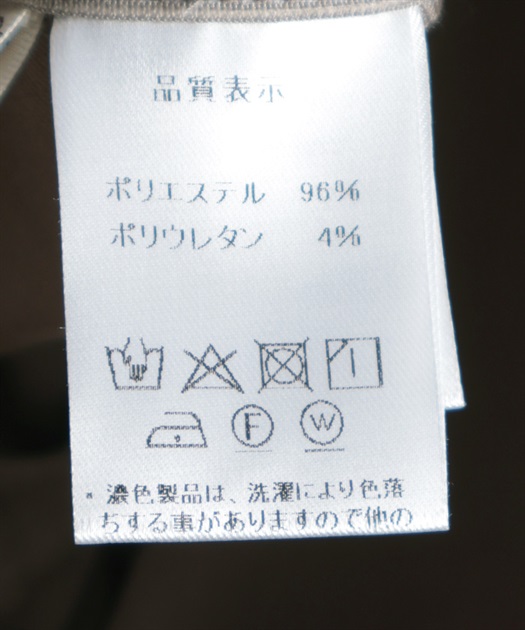 品質表示
ポリエステル 96%
ポリウレタン 4%
F W
* 濃色製品は、洗濯により色落
ちする事がありますので他の